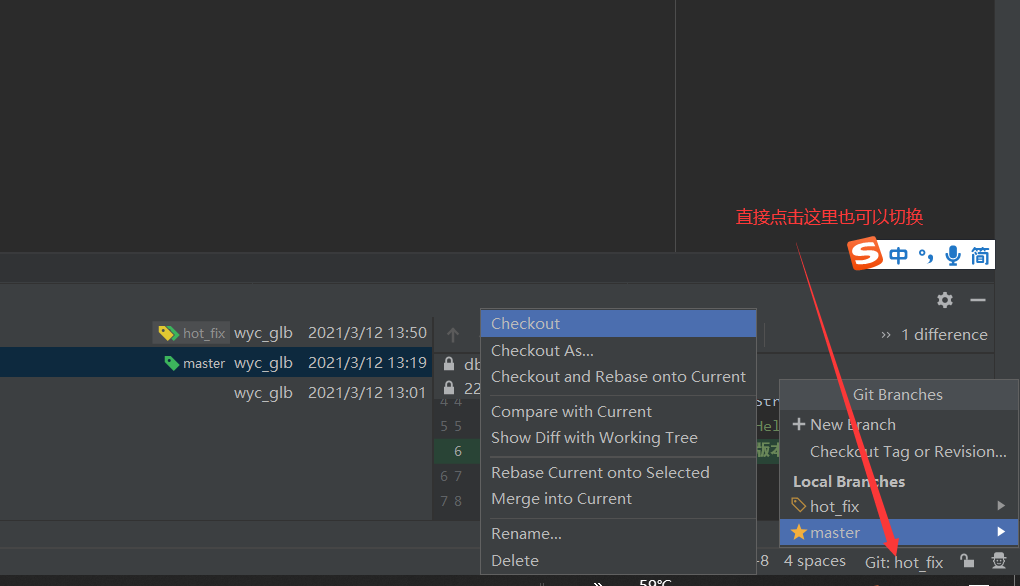 直接点击这里也可以切换
中 °, 简
hot_fix wyc_glb 2021/3/12 13:50
master wyc_glb 2021/3/12 13:19
wyc_glb 2021/3/12 13:01
» 1 difference
db
22
4 4
5 5
6
6 7
7 8
Str
Hel
版本
Checkout
Checkout As...
Checkout and Rebase onto Current
Compare with Current
Show Diff with Working Tree
Rebase Current onto Selected
Merge into Current
Rename...
Delete
Git Branches
+ New Branch
Checkout Tag or Revision...
Local Branches
hot_fix
master
-8 4 spaces Git: hot_fix
59°C